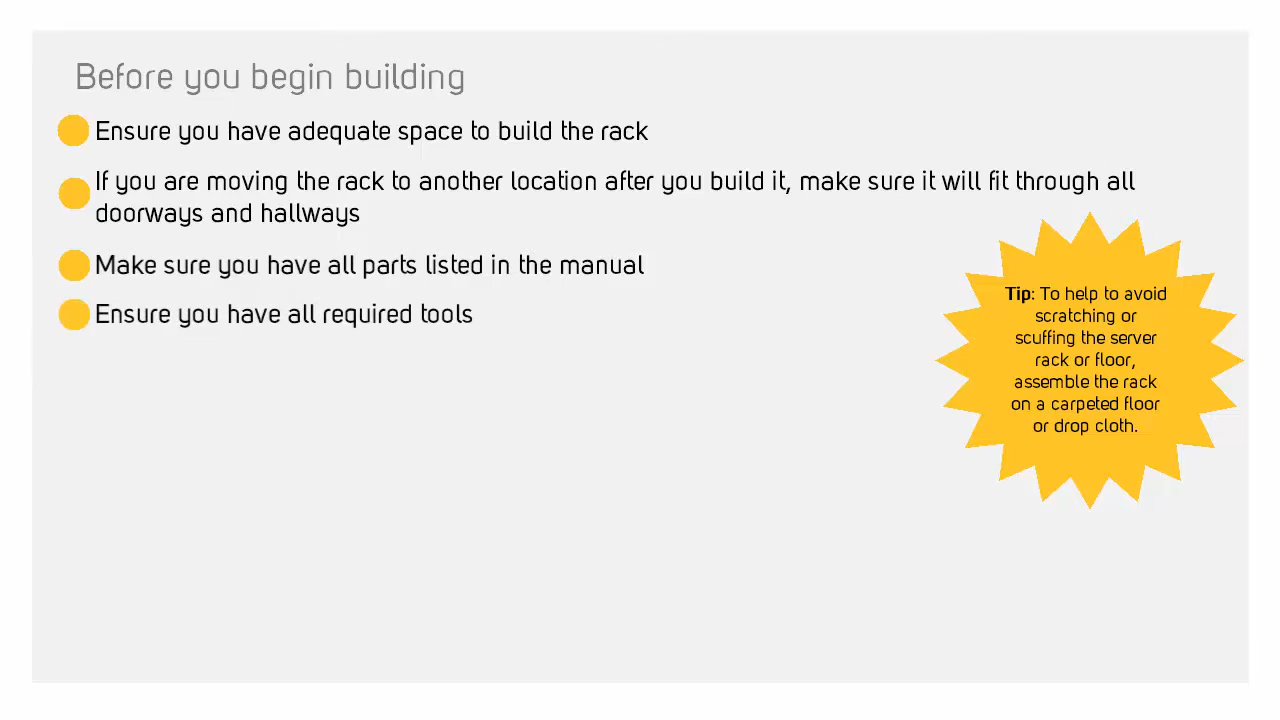 Before you begin building
Ensure you have adequate space to build the rack
If you are moving the rack to another location after you build it, make sure it will fit through all
doorways and hallways
Make sure you have all parts listed in the manual
Ensure you have all required tools
Tip: To help to avoid
scratching or
scuffing the server
rack or floor,
assemble the rack
on a carpeted floor
or drop cloth.